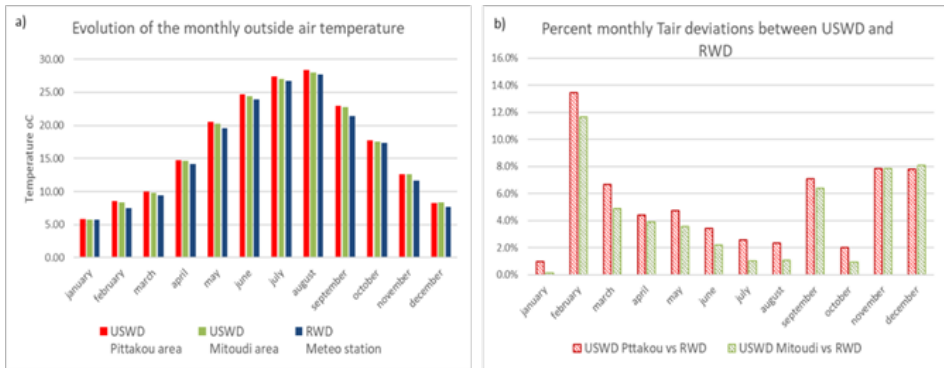 a)
Evolution of the monthly outside air temperature
30.00
25.00
20.00
15.00
10.00
5.00
0.00
Temperature oC
january
february
march
april
may
june
july
august
september
october
november
december
USWD USWD RWD
Pittakou area Mitoudi area Meteo station
b)
Percent monthly Tair deviations between USWD and
RWD
16.0%
14.0%
12.0%
10.0%
8.0%
6.0%
4.0%
2.0%
0.0%
january
february
march
april
may
june
july
august
september
october
november
december
USWD Pttakou vs RWD USWD Mitoudi vs RWD